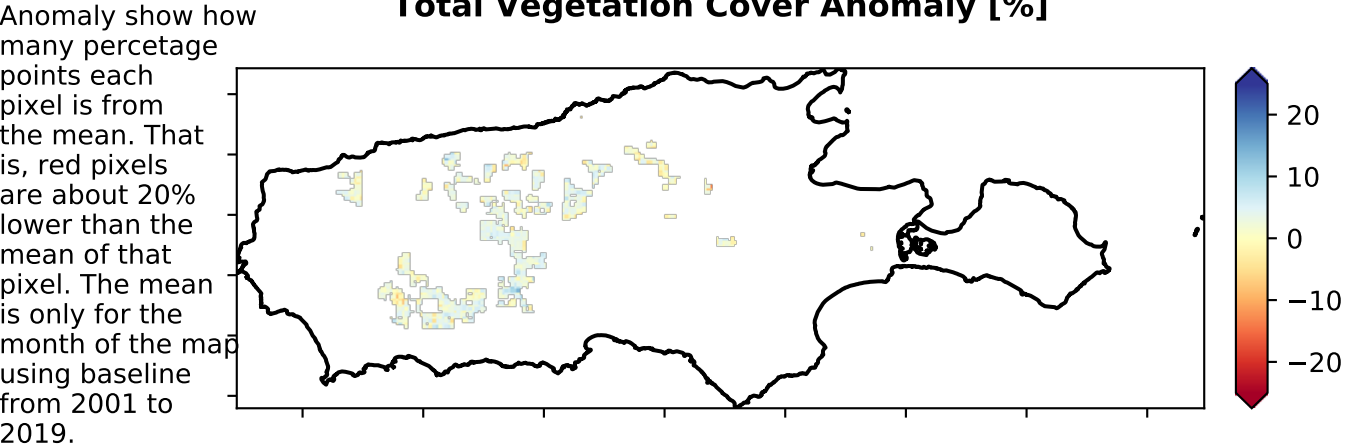 Total Vegetation Cover Anomaly [%]
Anomaly show how
many percetage
points each
pixel is from
the mean. That
is, red pixels
are about 20%
lower than the
mean of that
pixel. The mean
is only for the
month of the map
using baseline
from 2001 to
2019.
20
10
0
−10
−20